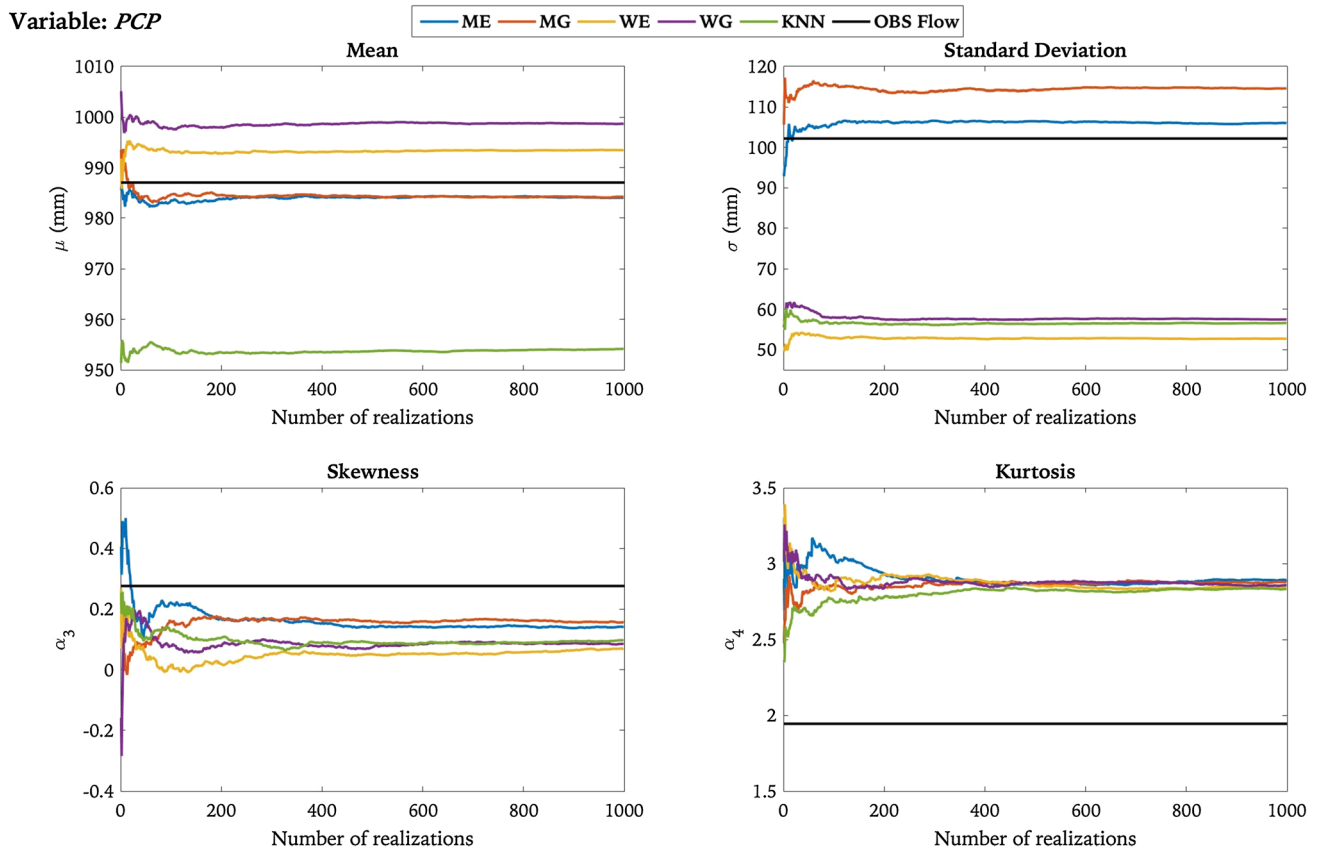 Variable: PCP
ME MG WE WG KNN OBS Flow
Mean
1010
1000
990
980
970
960
950
μ (mm)
0 200 400 600 800 1000
Number of realizations
Standard Deviation
120
110
100
90
80
70
60
50
σ (mm)
0 200 400 600 800 1000
Number of realizations
Skewness
0.6
0.4
0.2
0
-0.2
-0.4
α3
0 200 400 600 800 1000
Number of realizations
Kurtosis
3.5
3
2.5
2
1.5
α4
0 200 400 600 800 1000
Number of realizations